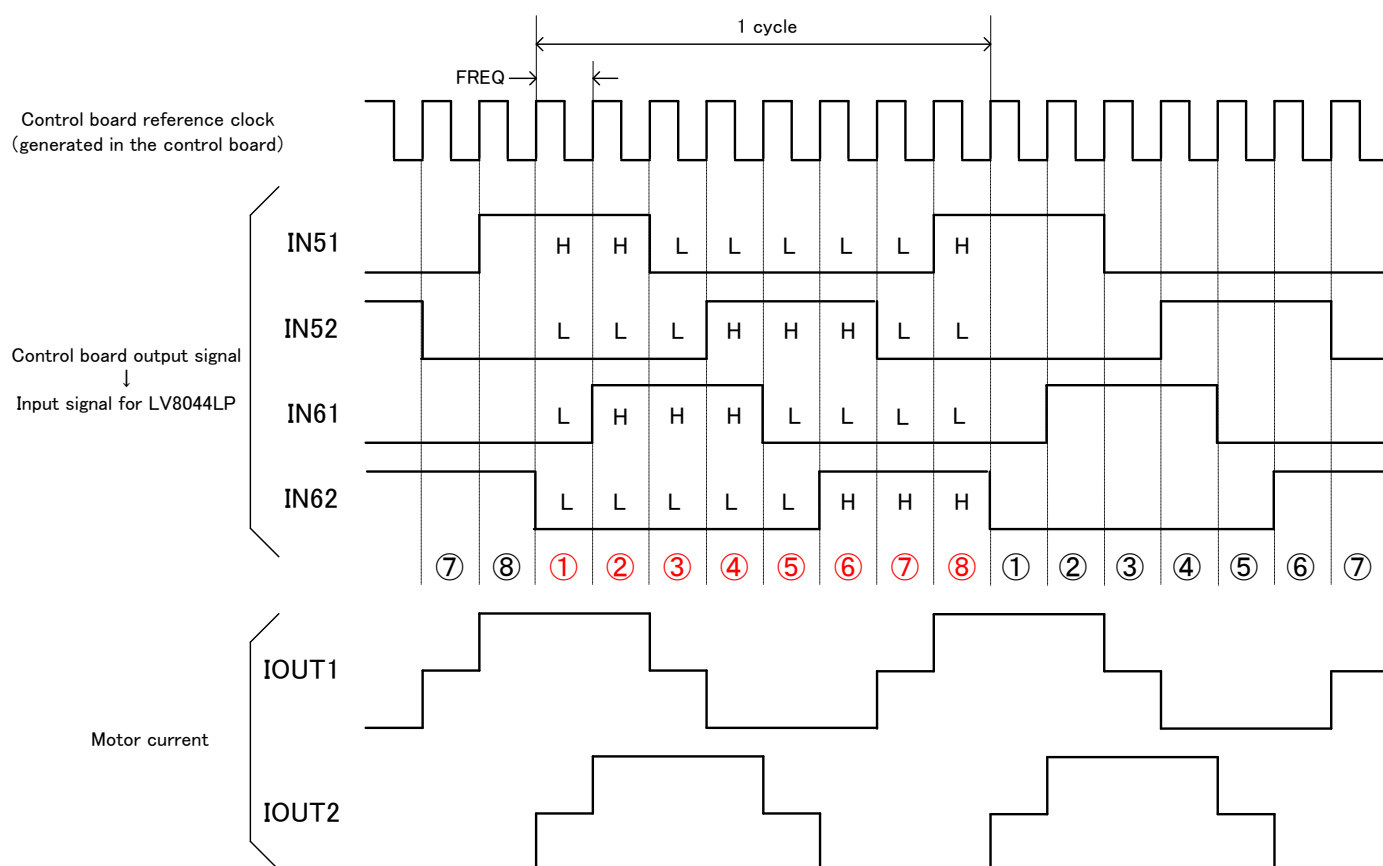 1 cycle
FREQ
Control board reference clock
(generated in the control board)
IN51 H H L L L L L H
IN52 L L L H H H L L
Control board output signal
↓
Input signal for LV8044LP
IN61 L H H H L L L L
IN62 L L L L L H H H
⑦ ⑧ ① ② ③ ④ ⑤ ⑥ ⑦ ⑧ ① ② ③ ④ ⑤ ⑥ ⑦
IOUT1
Motor current
IOUT2